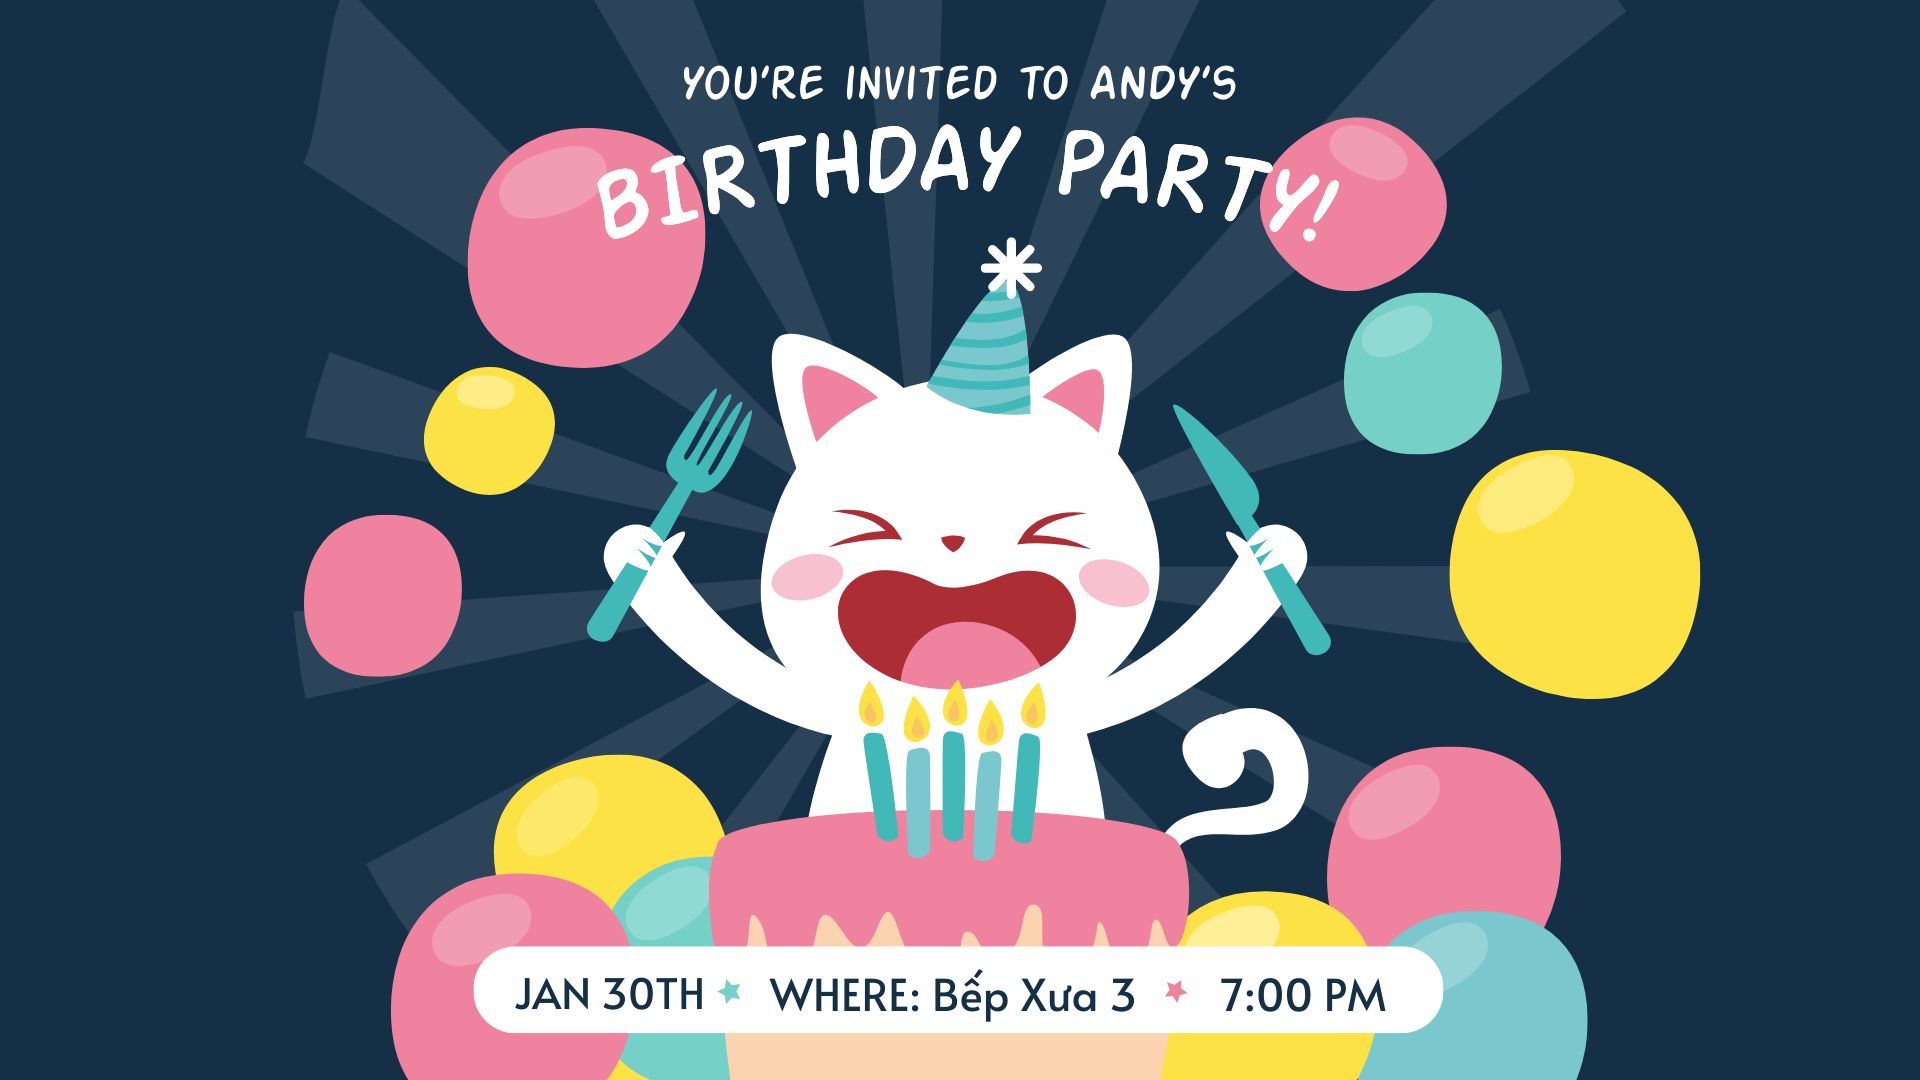 YOU'RE INVITED TO ANDY'S
BIRTHDAY PARTY!
JAN 30TH WHERE: Bếp Xưa 3 7:00 PM